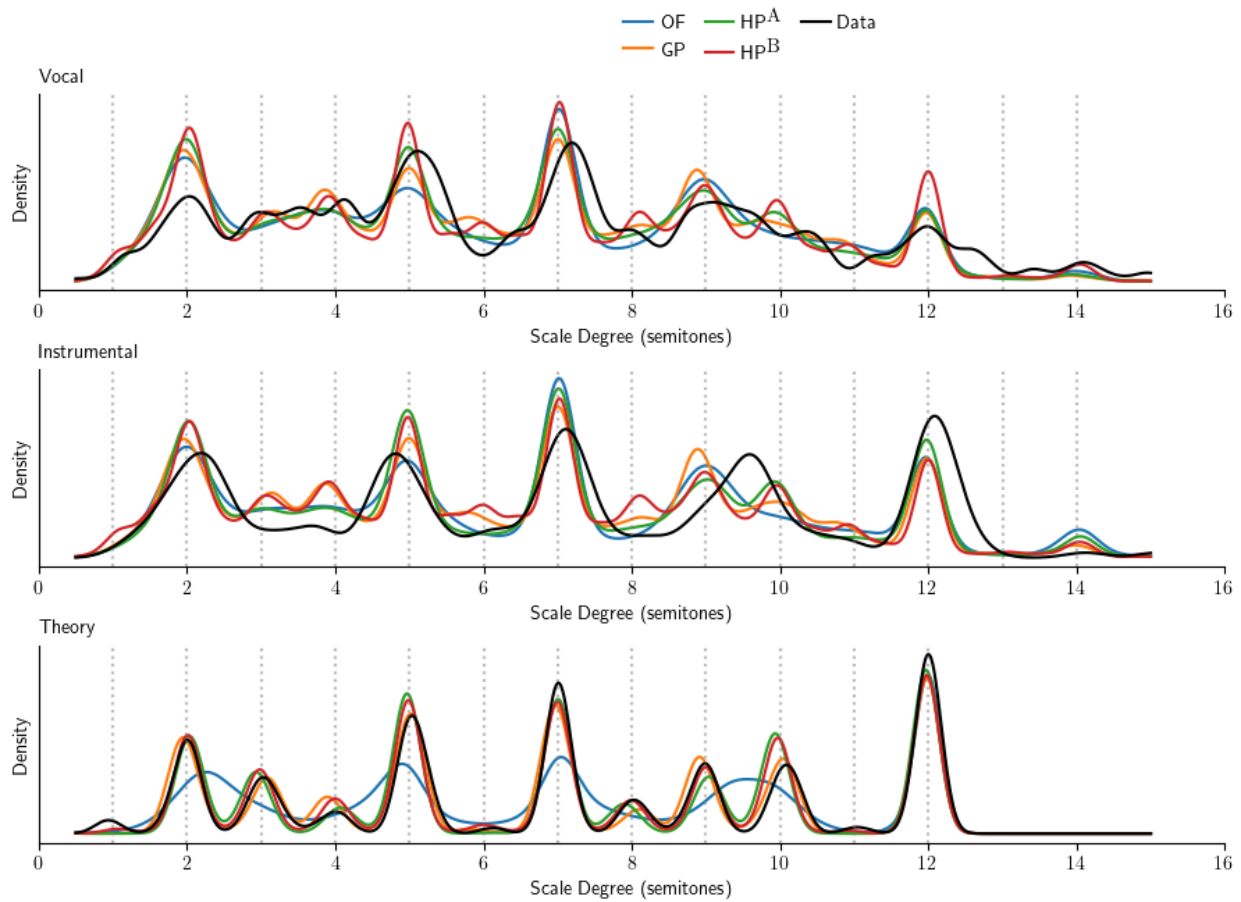 OF HP^A Data
GP HP^B
Vocal
Density
0 2 4 6 8 10 12 14 16
Scale Degree (semitones)
Instrumental
Density
0 2 4 6 8 10 12 14 16
Scale Degree (semitones)
Theory
Density
0 2 4 6 8 10 12 14 16
Scale Degree (semitones)